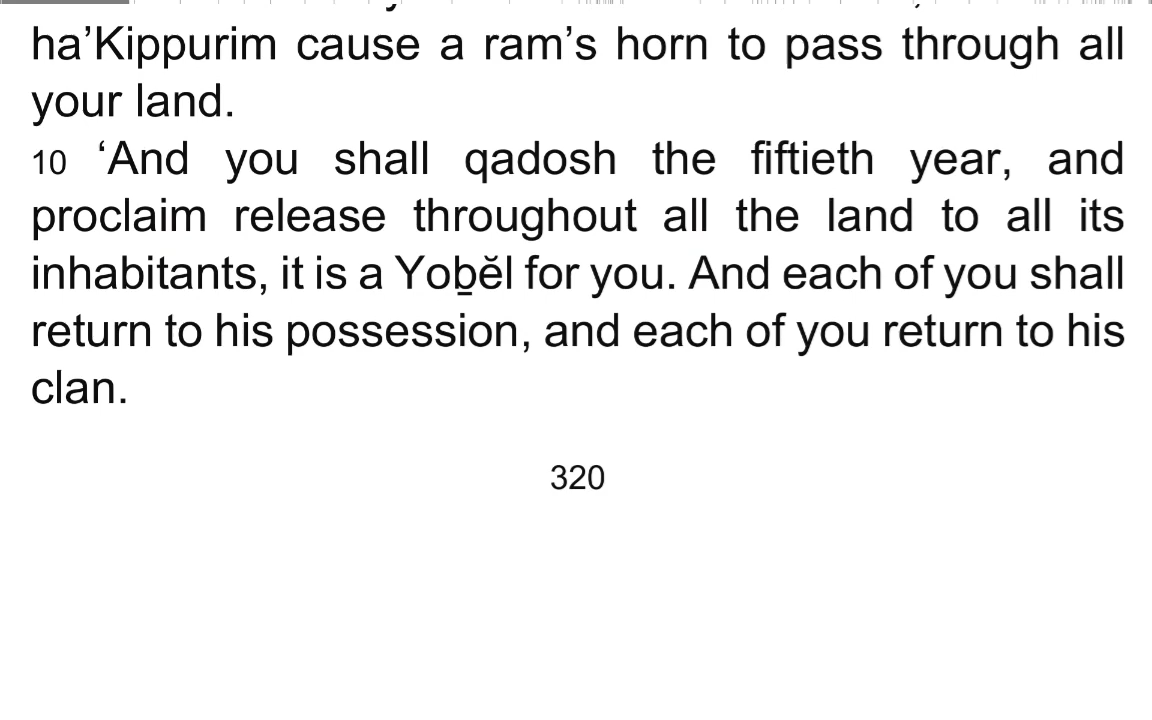 ha’Kippurim cause a ram’s horn to pass through all
your land.
10 ‘And you shall qadosh the fiftieth year, and
proclaim release throughout all the land to all its
inhabitants, it is a Yoḇĕl for you. And each of you shall
return to his possession, and each of you return to his
clan.
320